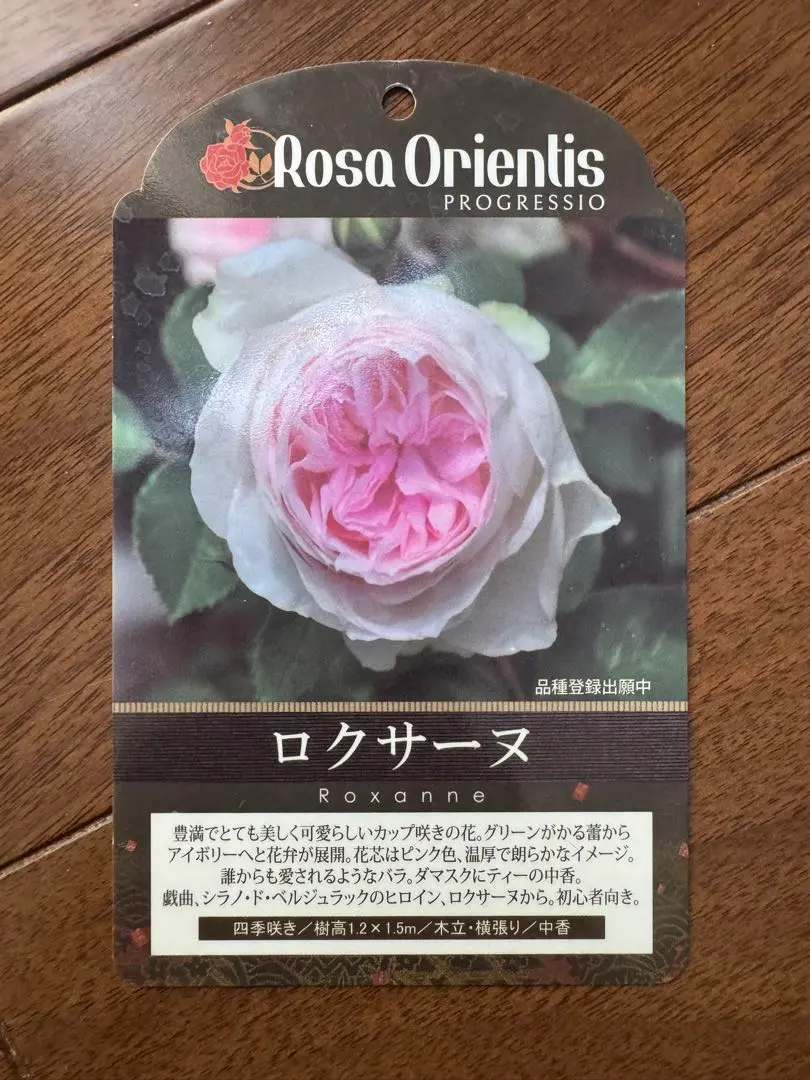 Rosa Orientis
PROGRESSIO
品種登録出願中
ロクサーヌ
Roxanne
豊満でとても美しく可愛らしいカップ咲きの花。グリーンがかる蕾から
アイボリーへと花弁が展開。花芯はピンク色、温厚で朗らかなイメージ。
誰からも愛されるようなバラ。ダマスクにティーの中香。
戯曲、シラノ・ド・ベルジュラックのヒロイン、ロクサーヌから。初心者向き。
四季咲き/樹高1.2×1.5m/木立・横張り/中香